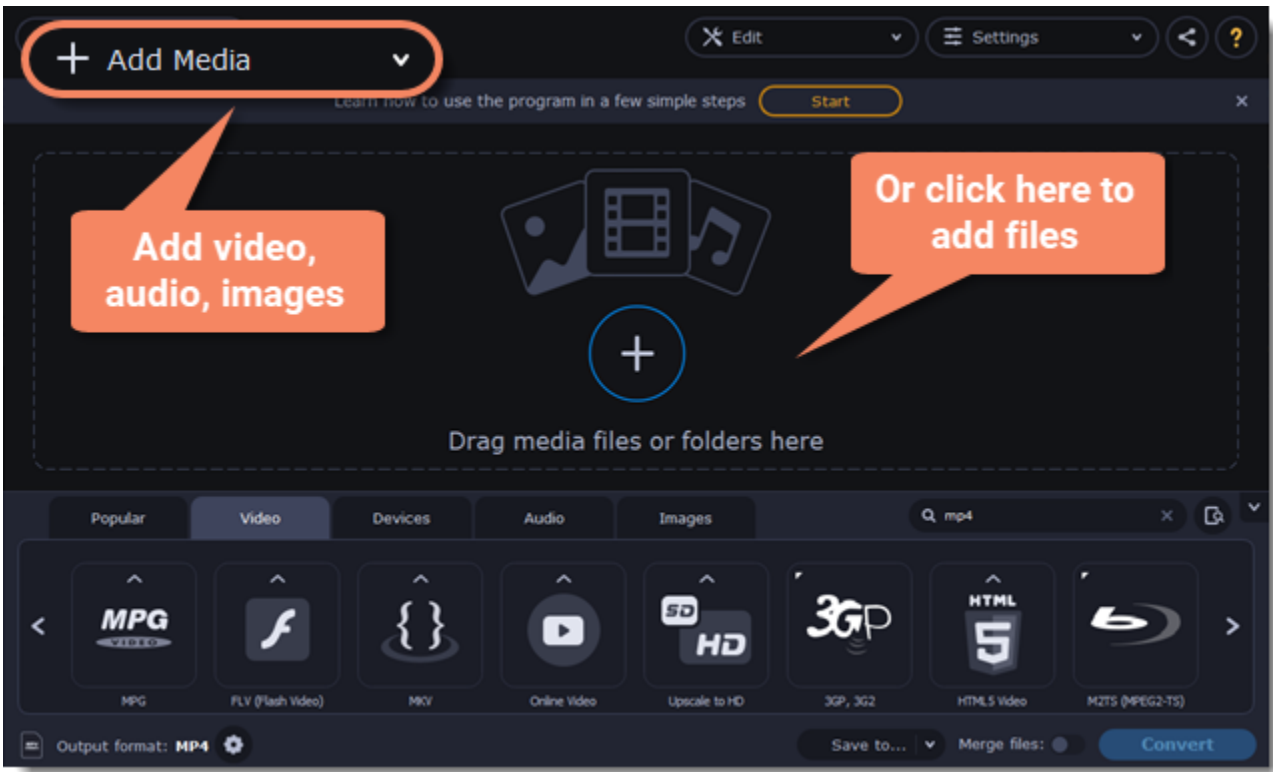 Add Media
Edit
Settings
?
Learn how to use the program in a few simple steps
Start
Add video,
audio, images
Or click here to
add files
Drag media files or folders here
Popular
Video
Devices
Audio
Images
mp4
MPG
VIDEO
SD
HD
3GP
HTML
5
MPG
FLV (Flash Video)
MKV
Online Video
Upscale to HD
3GP, 3G2
HTML5 Video
M2TS (MPEG2-TS)
Output format: MP4
Save to...
Merge files:
Convert